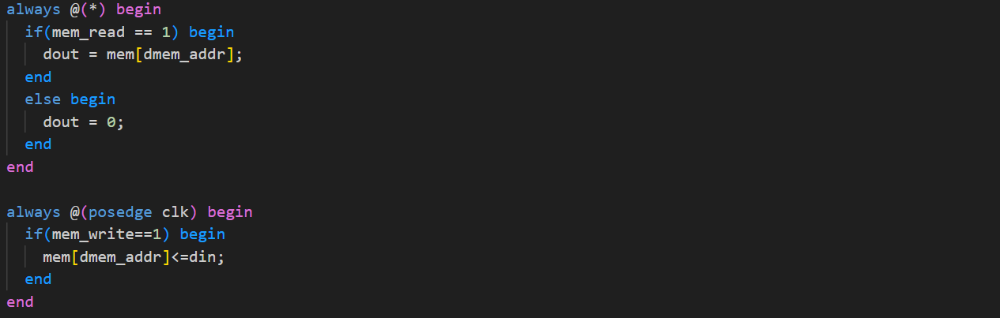 always @(*) begin
if(mem_read == 1) begin
dout = mem[dmem_addr];
end
else begin
dout = 0;
end
end
always @(posedge clk) begin
if(mem_write==1) begin
mem[dmem_addr]<=din;
end
end